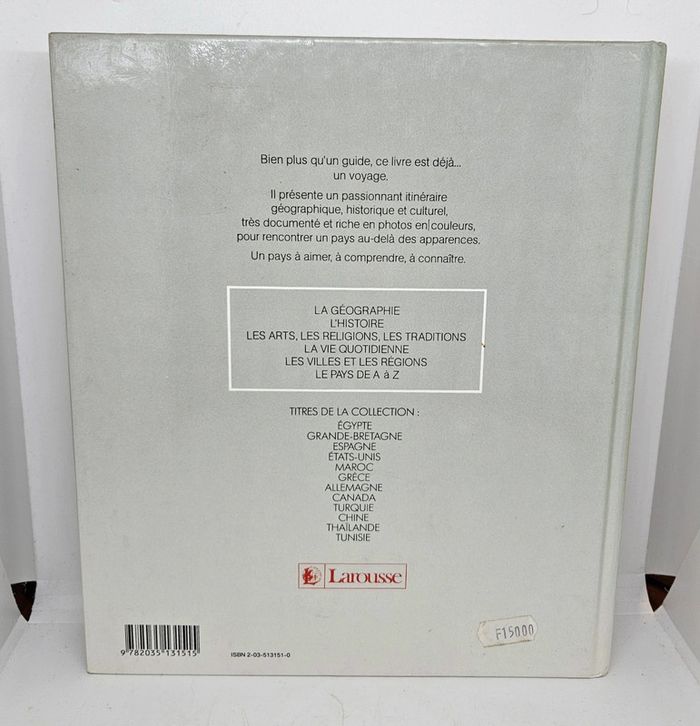 Bien plus qu'un guide, ce livre est déjà...
un voyage.
Il présente un passionnant itinéraire
géographique, historique et culturel,
très documenté et riche en photos en couleurs,
pour rencontrer un pays au-delà des apparences.
Un pays à aimer, à comprendre, à connaître.
LA GÉOGRAPHIE
L'HISTOIRE
LES ARTS, LES RELIGIONS, LES TRADITIONS
LA VIE QUOTIDIENNE
LES VILLES ET LES RÉGIONS
LE PAYS DE A à Z
TITRES DE LA COLLECTION :
ÉGYPTE
GRANDE-BRETAGNE
ESPAGNE
ÉTATS-UNIS
MAROC
GRÈCE
ALLEMAGNE
CANADA
TURQUIE
CHINE
THAÏLANDE
TUNISIE
Larousse
9 782035 131515
ISBN 2-03-513151-0
F15000